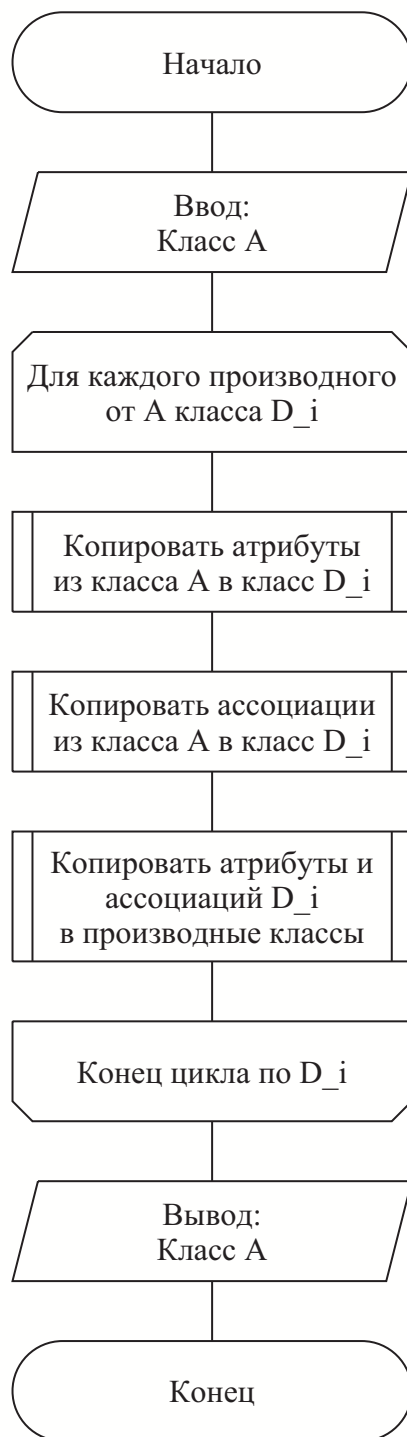 Начало
Ввод:
Класс A
Для каждого производного
от A класса D_i
Копировать атрибуты
из класса A в класс D_i
Копировать ассоциации
из класса A в класс D_i
Копировать атрибуты и
ассоциаций D_i
в производные классы
Конец цикла по D_i
Вывод:
Класс A
Конец